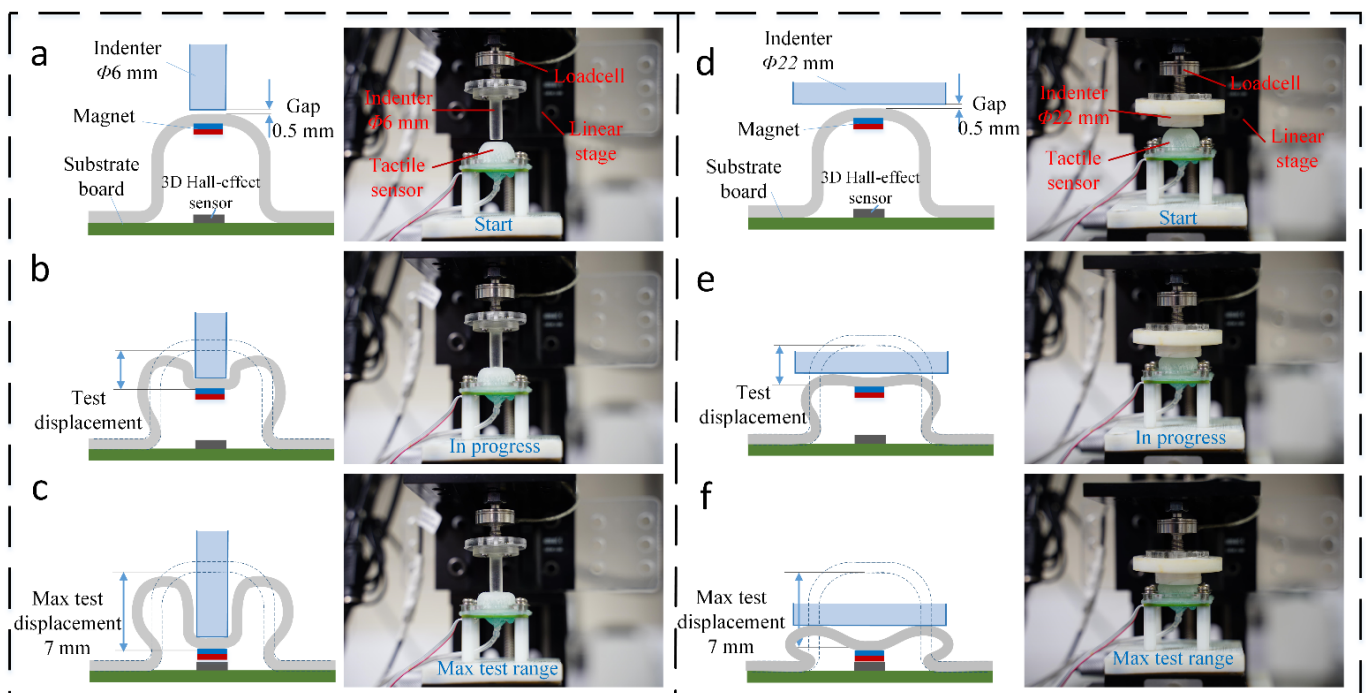 a
Indenter
Φ6 mm
Gap
0.5 mm
Magnet
Substrate
board
3D Hall-effect
sensor
Loadcell
Indenter
Φ6 mm
Linear
stage
Tactile
sensor
Start
b
Test
displacement
In progress
c
Max test
displacement
7 mm
Max test range
d
Indenter
Φ22 mm
Gap
0.5 mm
Magnet
Substrate
board
3D Hall-effect
sensor
Loadcell
Indenter
Φ22 mm
Linear
stage
Tactile
sensor
Start
e
Test
displacement
In progress
f
Max test
displacement
7 mm
Max test range